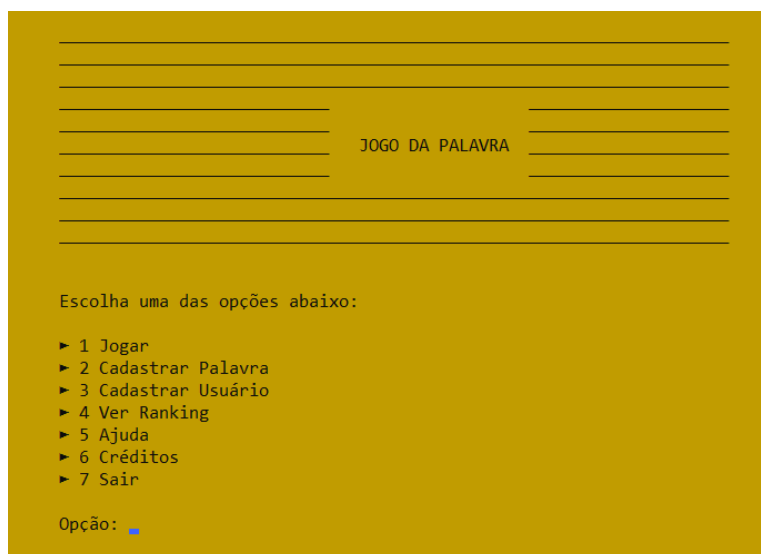 JOGO DA PALAVRA
Escolha uma das opções abaixo:
► 1 Jogar
► 2 Cadastrar Palavra
► 3 Cadastrar Usuário
► 4 Ver Ranking
► 5 Ajuda
► 6 Créditos
► 7 Sair
Opção: